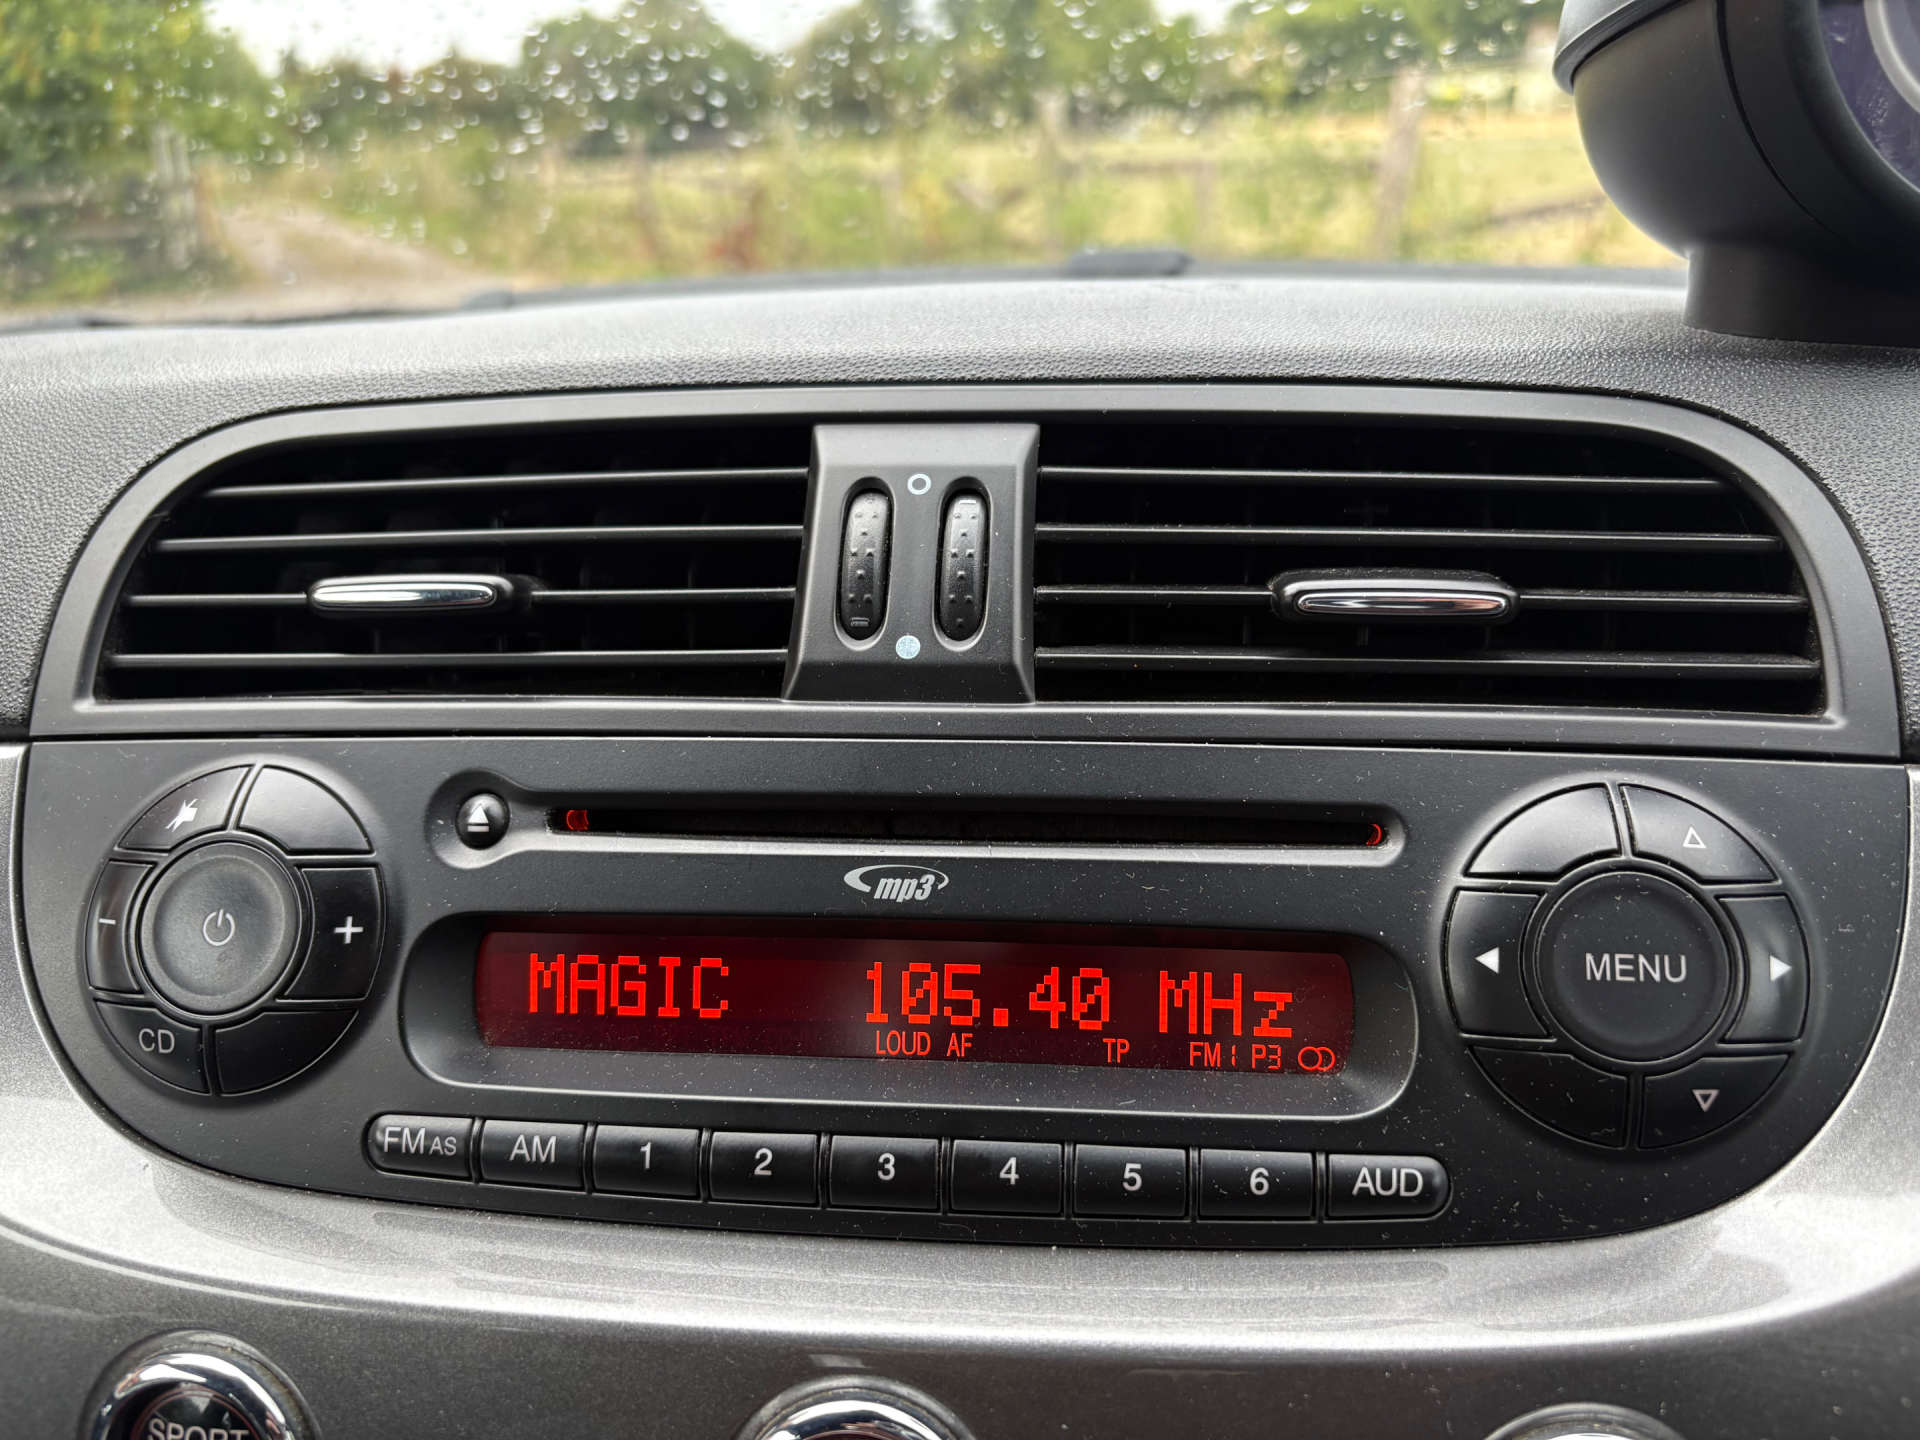 mp3
MAGIC 105.40 MHz
LOUD AF TP FM1 P3
- +
CD
MENU
FM AS AM 1 2 3 4 5 6 AUD
SPORT